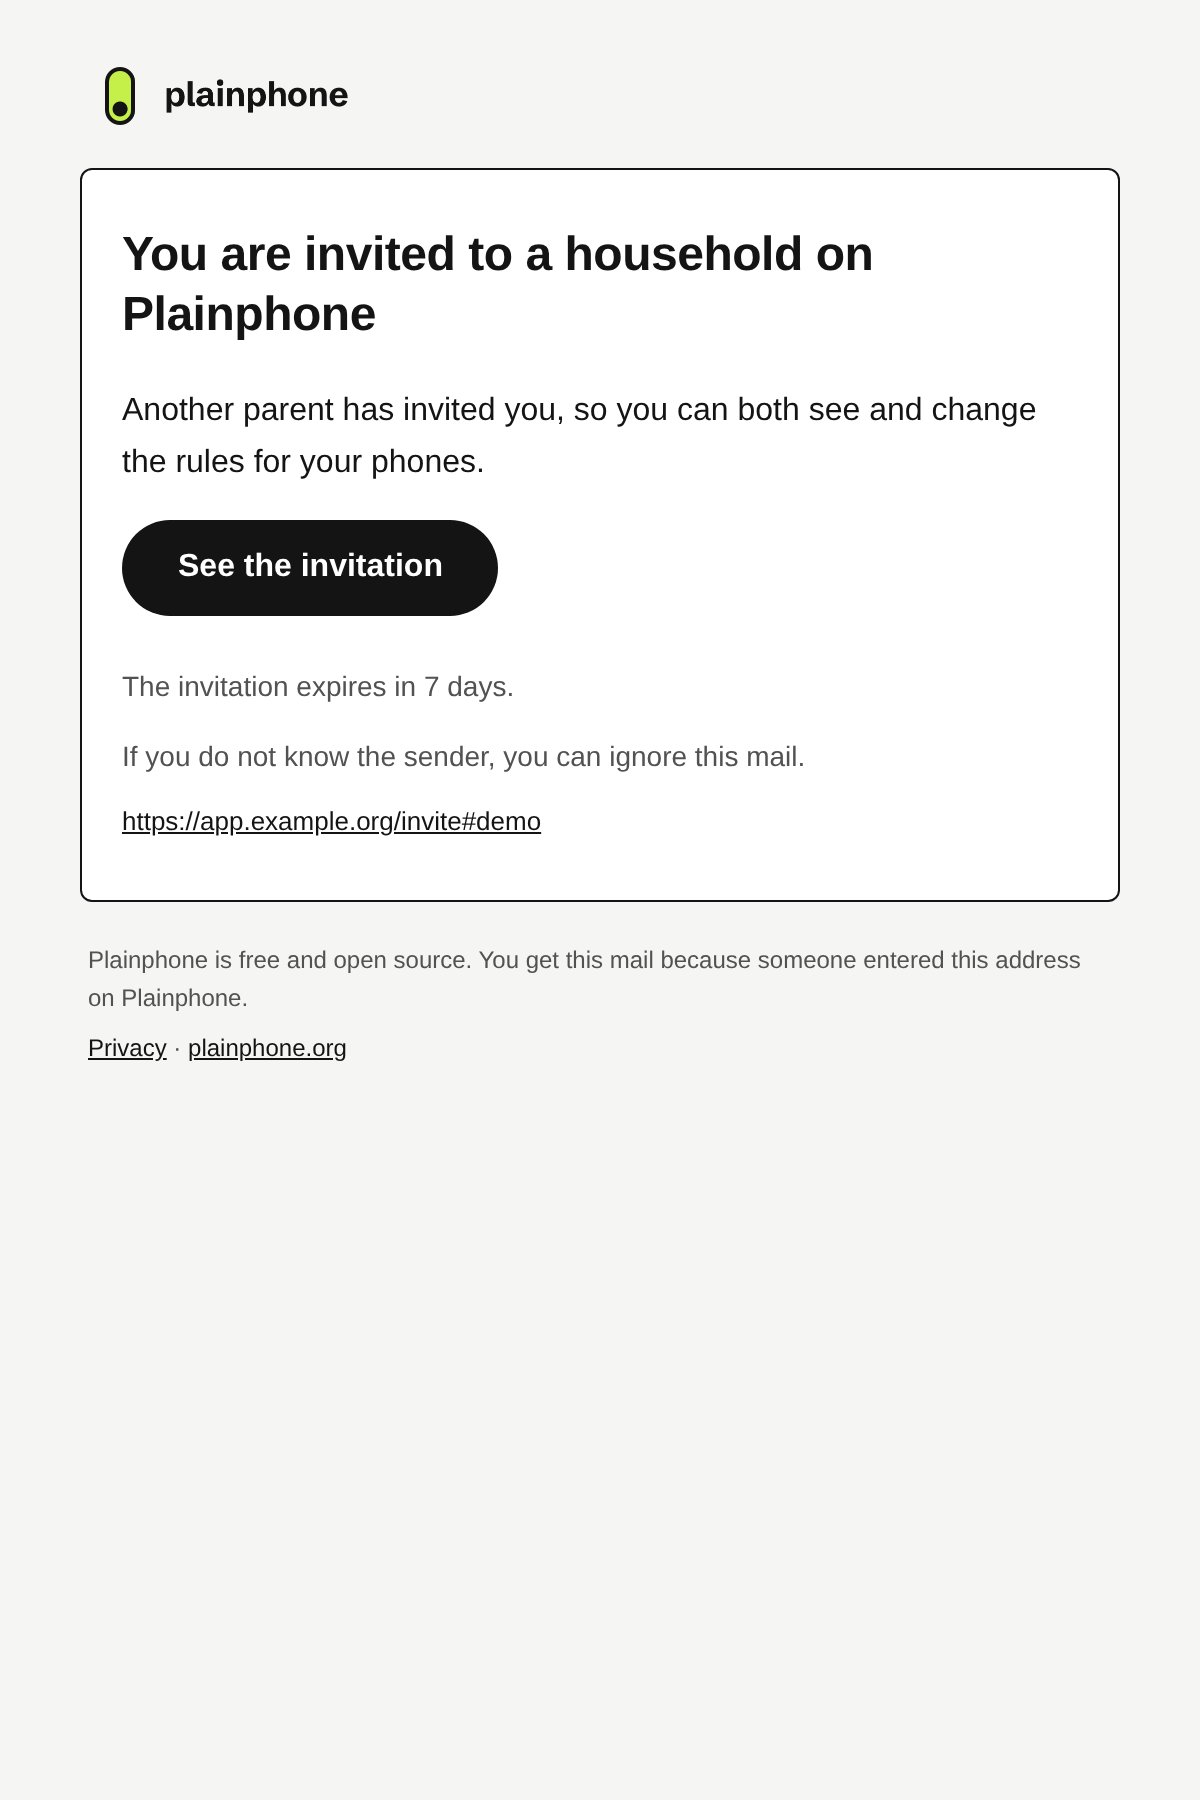 plainphone
You are invited to a household on
Plainphone
Another parent has invited you, so you can both see and change
the rules for your phones.
See the invitation
The invitation expires in 7 days.
If you do not know the sender, you can ignore this mail.
https://app.example.org/invite#demo
Plainphone is free and open source. You get this mail because someone entered this address
on Plainphone.
Privacy · plainphone.org